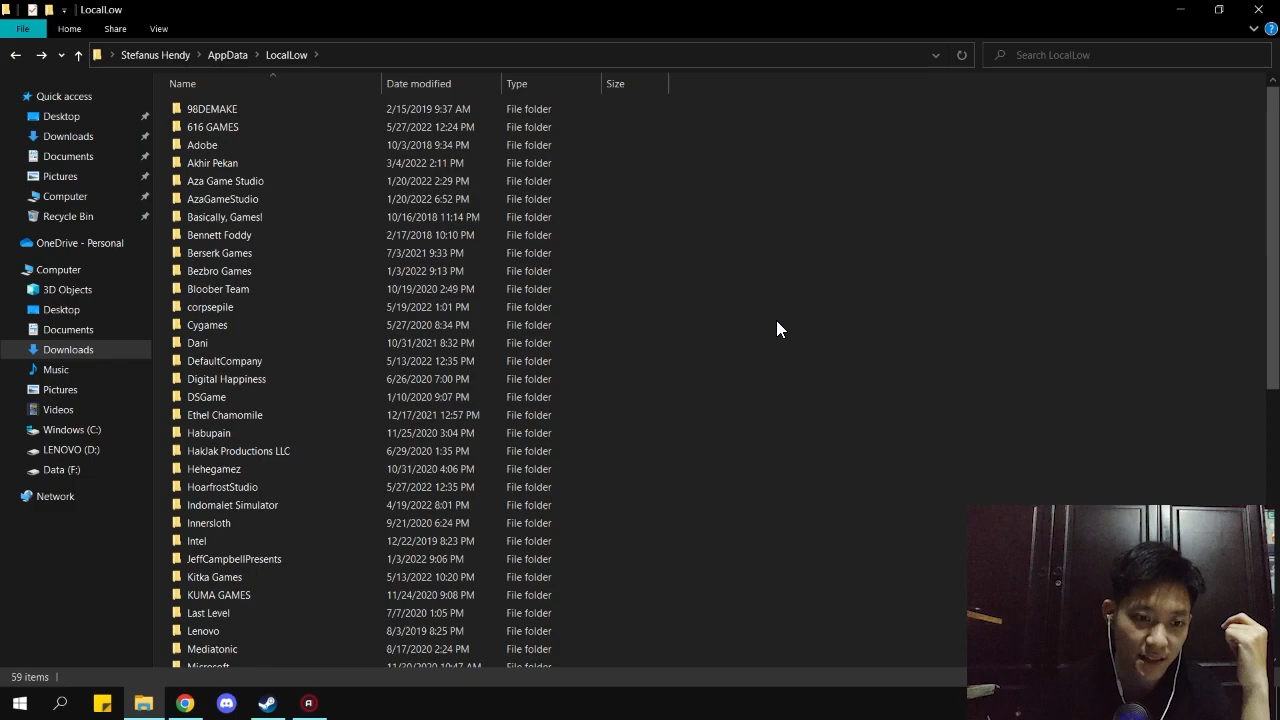 LocalLow
File Home Share View
Stefanus Hendy AppData LocalLow Search LocalLow
Name Date modified Type Size
Quick access
Desktop
Downloads
Documents
Pictures
Computer
Recycle Bin
OneDrive - Personal
Computer
3D Objects
Desktop
Documents
Downloads
Music
Pictures
Videos
Windows (C:)
LENOVO (D:)
Data (F:)
Network
98DEMAKE 2/15/2019 9:37 AM File folder
616 GAMES 5/27/2022 12:24 PM File folder
Adobe 10/3/2018 9:34 PM File folder
Akhir Pekan 3/4/2022 2:11 PM File folder
Aza Game Studio 1/20/2022 2:29 PM File folder
AzaGameStudio 1/20/2022 6:52 PM File folder
Basically, Games! 10/16/2018 11:14 PM File folder
Bennett Foddy 2/17/2018 10:10 PM File folder
Berserk Games 7/3/2021 9:33 PM File folder
Bezbro Games 1/3/2022 9:13 PM File folder
Bloober Team 10/19/2020 2:49 PM File folder
corpsepile 5/19/2022 1:01 PM File folder
Cygames 5/27/2020 8:34 PM File folder
Dani 10/31/2021 8:32 PM File folder
DefaultCompany 5/13/2022 12:35 PM File folder
Digital Happiness 6/26/2020 7:00 PM File folder
DSGame 1/10/2020 9:07 PM File folder
Ethel Chamomile 12/17/2021 12:57 PM File folder
Habupain 11/25/2020 3:04 PM File folder
HakJak Productions LLC 6/29/2020 1:35 PM File folder
Hehegamez 10/31/2020 4:06 PM File folder
HoarfrostStudio 5/27/2022 12:35 PM File folder
Indomalet Simulator 4/19/2022 8:01 PM File folder
Innersloth 9/21/2020 6:24 PM File folder
Intel 12/22/2019 8:23 PM File folder
JeffCampbellPresents 1/3/2022 9:06 PM File folder
Kitka Games 5/13/2022 10:20 PM File folder
KUMA GAMES 11/24/2020 9:08 PM File folder
Last Level 7/7/2020 1:05 PM File folder
Lenovo 8/3/2019 8:25 PM File folder
Mediatonic 8/17/2020 2:24 PM File folder
Microsoft 11/30/2020 10:47 AM File folder
59 items